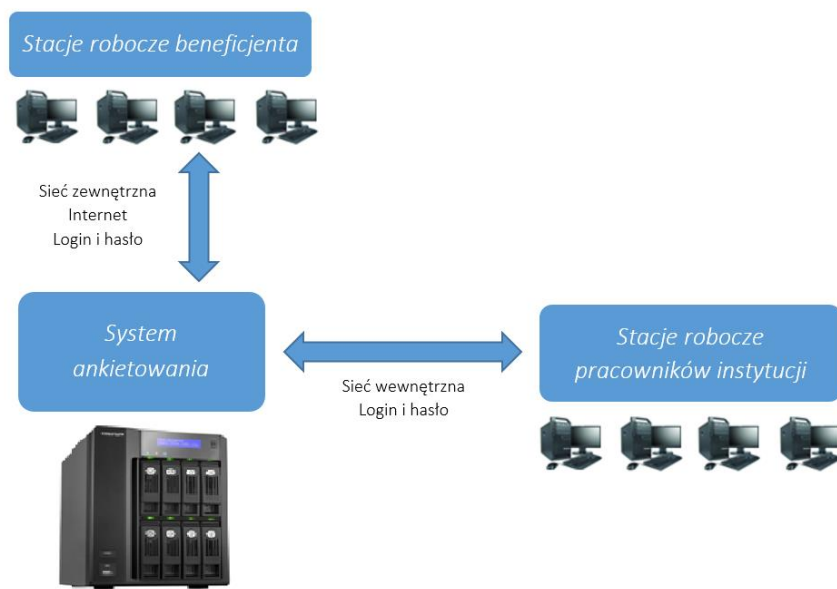 Stacje robocze beneficjenta
Sieć zewnętrzna
Internet
Login i hasło
System
ankietowania
Sieć wewnętrzna
Login i hasło
Stacje robocze
pracowników instytucji